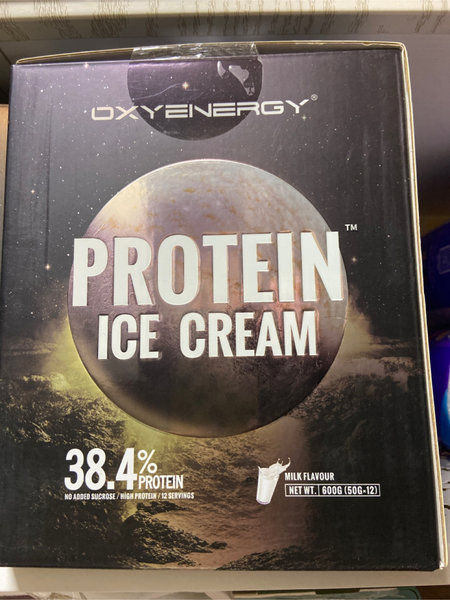 OXYENERGY®
PROTEIN™
ICE CREAM
38.4%
PROTEIN
NO ADDED SUCROSE / HIGH PROTEIN / 12 SERVINGS
MILK FLAVOUR
NET WT. 600G (50G×12)